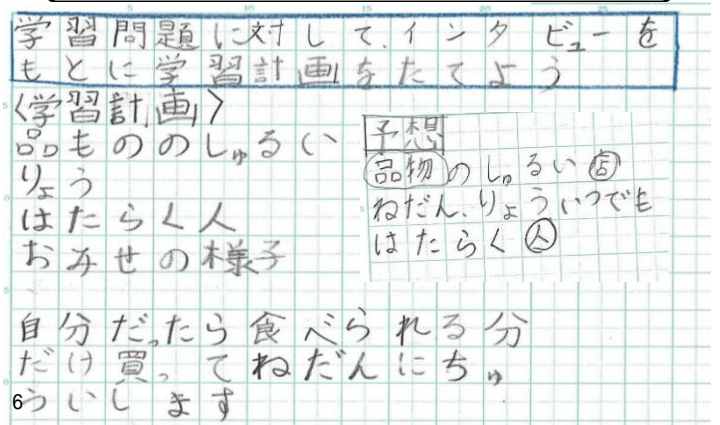 学習問題に対して、インタビューを
もとに学習計画をたてよう
〈学習計画〉
品もののしゅるい
りょう
はたらく人
おみせの様子
予想
品物のしゅるい店
ねだん、りょういつでも
はたらく人
自分だったら食べられる分
だけ買ってねだんにちゅ
ういします
6